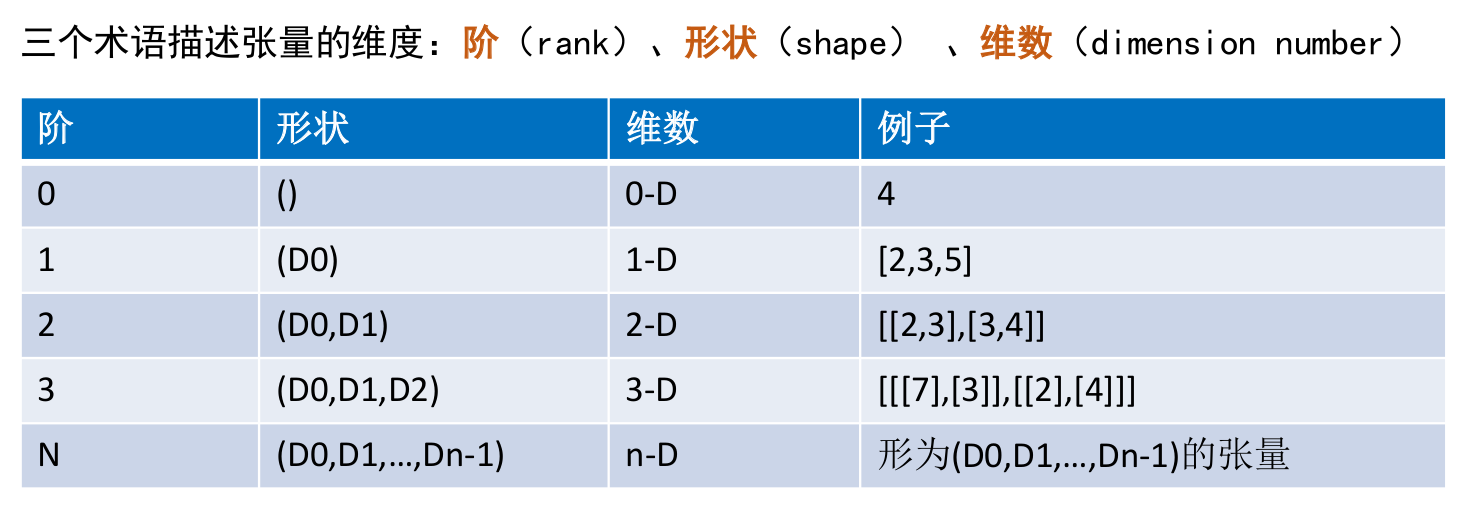 三个术语描述张量的维度：阶（rank）、形状（shape） 、维数（dimension number）
阶 形状 维数 例子
0 () 0-D 4
1 (D0) 1-D [2,3,5]
2 (D0,D1) 2-D [[2,3],[3,4]]
3 (D0,D1,D2) 3-D [[[7],[3]],[[2],[4]]]
N (D0,D1,…,Dn-1) n-D 形为(D0,D1,…,Dn-1)的张量